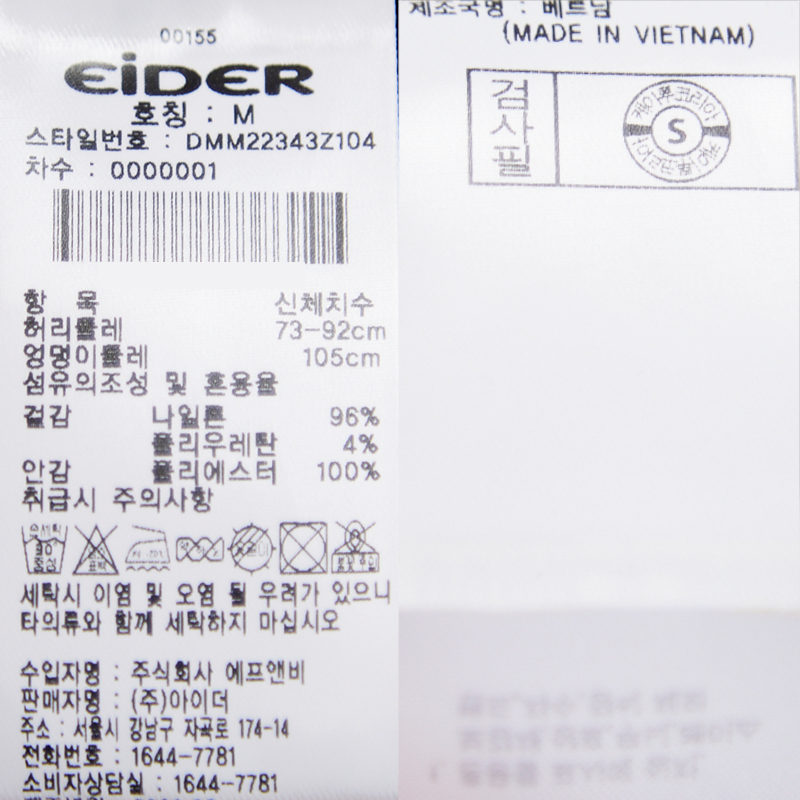 00155
EiDER
호칭 : M
스타일번호 : DMM22343Z104
차수 : 0000001
항 목 신체치수
허리둘레 73-92cm
엉덩이둘레 105cm
섬유의조성 및 혼용율
겉감 나일론 96%
폴리우레탄 4%
안감 폴리에스터 100%
취급시 주의사항
세탁시 이염 및 오염 될 우려가 있으니
타의류와 함께 세탁하지 마십시오
수입자명 : 주식회사 에프앤비
판매자명 : (주)아이더
주소 : 서울시 강남구 자곡로 174-14
전화번호 : 1644-7781
소비자상담실 : 1644-7781
제조국명 : 베트남
(MADE IN VIETNAM)
검사필
케이투코리아
S